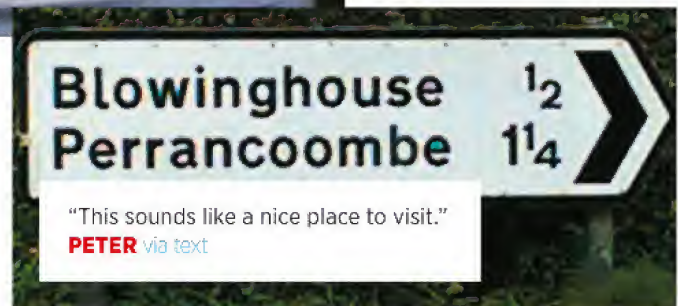 Blowinghouse ½
Perrancoombe 1¼
“This sounds like a nice place to visit.”
PETER via text